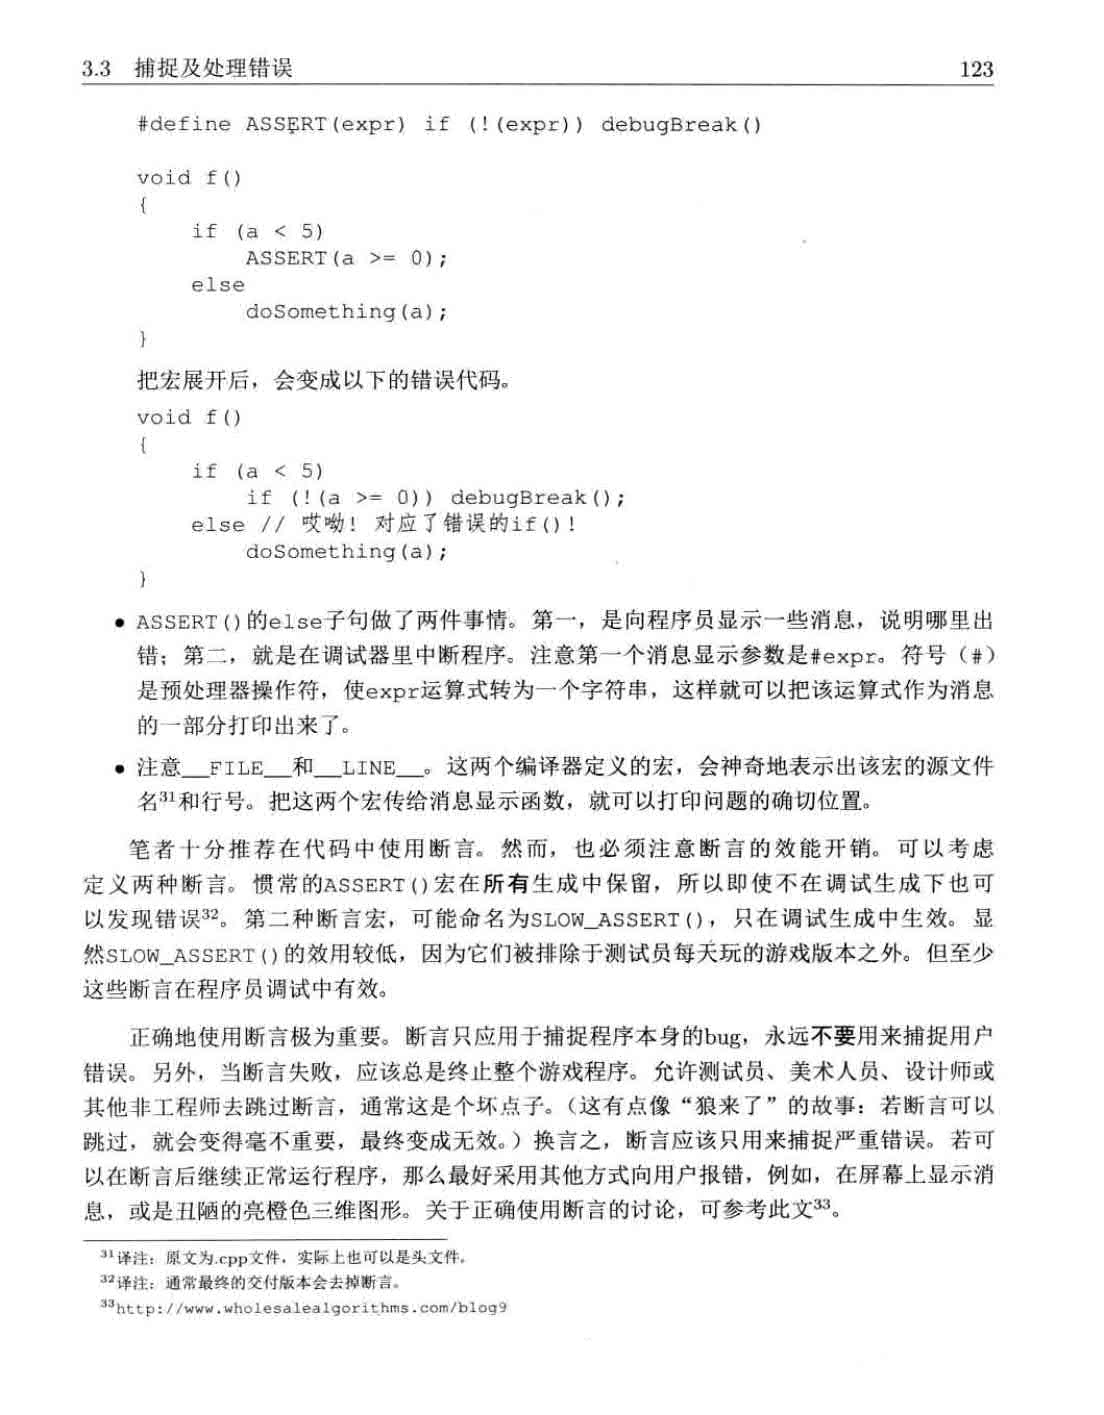 3.3 捕捉及处理错误 123
#define ASSERT(expr) if (!(expr)) debugBreak()
void f()
{
if (a < 5)
ASSERT(a >= 0);
else
doSomething(a);
}
把宏展开后，会变成以下的错误代码。
void f()
{
if (a < 5)
if (!(a >= 0)) debugBreak();
else // 哎呦! 对应了错误的if()!
doSomething(a);
}
● ASSERT()的else子句做了两件事情。第一，是向程序员显示一些消息，说明哪里出
错；第二，就是在调试器里中断程序。注意第一个消息显示参数是#expr。符号（#）
是预处理器操作符，使expr运算式转为一个字符串，这样就可以把该运算式作为消息
的一部分打印出来了。
● 注意__FILE__和__LINE__。这两个编译器定义的宏，会神奇地表示出该宏的源文件
名³¹和行号。把这两个宏传给消息显示函数，就可以打印问题的确切位置。
笔者十分推荐在代码中使用断言。然而，也必须注意断言的效能开销。可以考虑
定义两种断言。惯常的ASSERT()宏在所有生成中保留，所以即使不在调试生成下也可
以发现错误³²。第二种断言宏，可能命名为SLOW_ASSERT()，只在调试生成中生效。显
然SLOW_ASSERT()的效用较低，因为它们被排除于测试员每天玩的游戏版本之外。但至少
这些断言在程序员调试中有效。
正确地使用断言极为重要。断言只应用于捕捉程序本身的bug，永远不要用来捕捉用户
错误。另外，当断言失败，应该总是终止整个游戏程序。允许测试员、美术人员、设计师或
其他非工程师去跳过断言，通常这是个坏点子。（这有点像“狼来了”的故事：若断言可以
跳过，就会变得毫不重要，最终变成无效。）换言之，断言应该只用来捕捉严重错误。若可
以在断言后继续正常运行程序，那么最好采用其他方式向用户报错，例如，在屏幕上显示消
息，或是丑陋的亮橙色三维图形。关于正确使用断言的讨论，可参考此文³³。
³¹译注：原文为.cpp文件，实际上也可以是头文件。
³²译注：通常最终的交付版本会去掉断言。
³³http://www.wholesalealgorithms.com/blog9